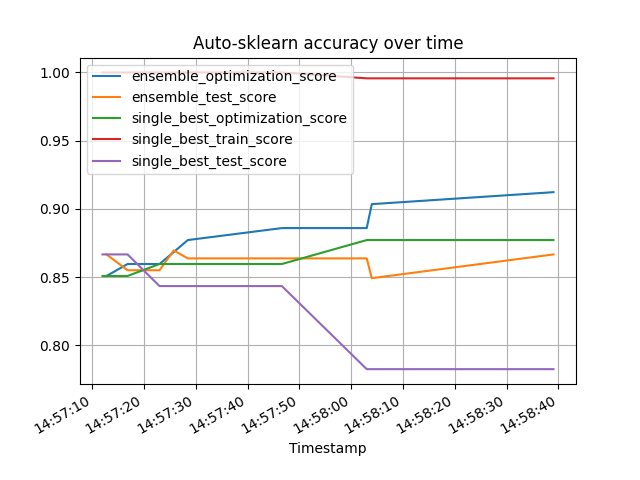 Auto-sklearn accuracy over time
1.00
0.95
0.90
0.85
0.80
ensemble_optimization_score
ensemble_test_score
single_best_optimization_score
single_best_train_score
single_best_test_score
14:57:10
14:57:20
14:57:30
14:57:40
14:57:50
14:58:00
14:58:10
14:58:20
14:58:30
14:58:40
Timestamp